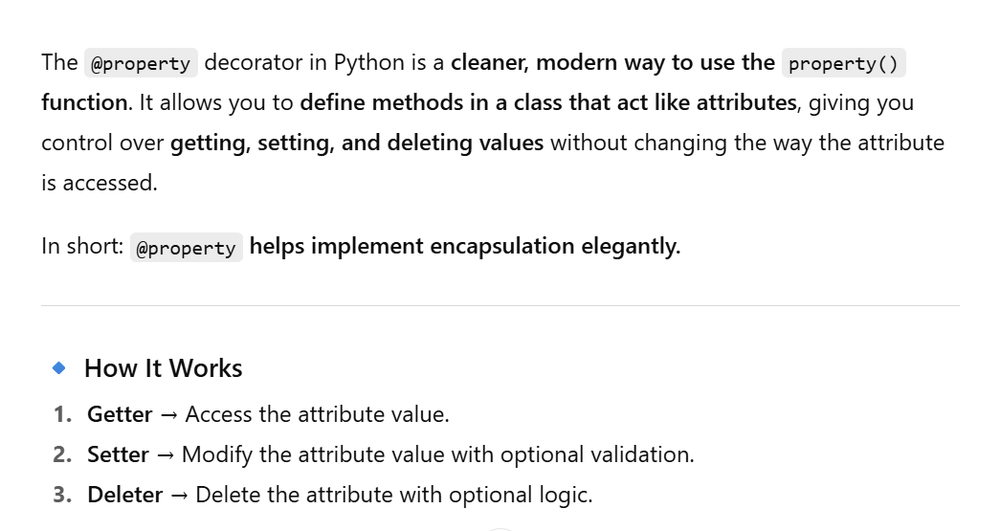 The @property decorator in Python is a cleaner, modern way to use the property()
function. It allows you to define methods in a class that act like attributes, giving you
control over getting, setting, and deleting values without changing the way the attribute
is accessed.
In short: @property helps implement encapsulation elegantly.
How It Works
1. Getter → Access the attribute value.
2. Setter → Modify the attribute value with optional validation.
3. Deleter → Delete the attribute with optional logic.